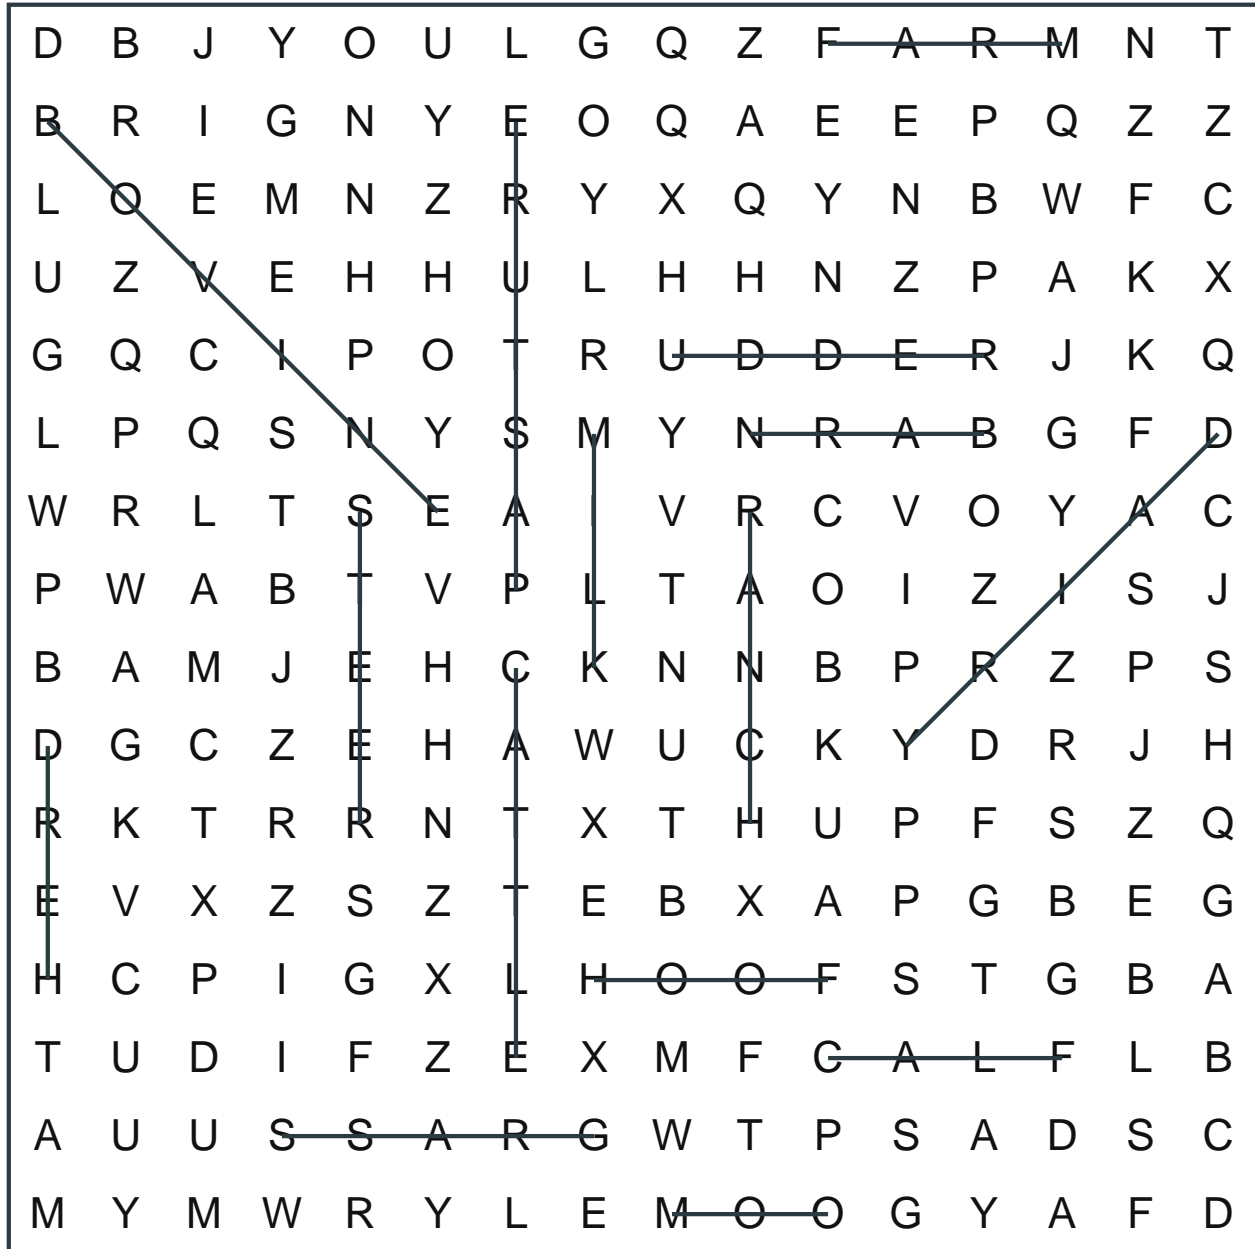 D B J Y O U L G Q Z F A R M N T
B R I G N Y E O Q A E E P Q Z Z
L O E M N Z R Y X Q Y N B W F C
U Z V E H H U L H H N Z P A K X
G Q C I P O T R U D D E R J K Q
L P Q S N Y S M Y N R A B G F D
W R L T S E A I V R C V O Y A C
P W A B T V P L T A O I Z I S J
B A M J E H C K N N B P R Z P S
D G C Z E H A W U C K Y D R J H
R K T R R N T X T H U P F S Z Q
E V X Z S Z T E B X A P G B E G
H C P I G X L H O O F S T G B A
T U D I F Z E X M F C A L F L B
A U U S S A R G W T P S A D S C
M Y M W R Y L E M O O G Y A F D